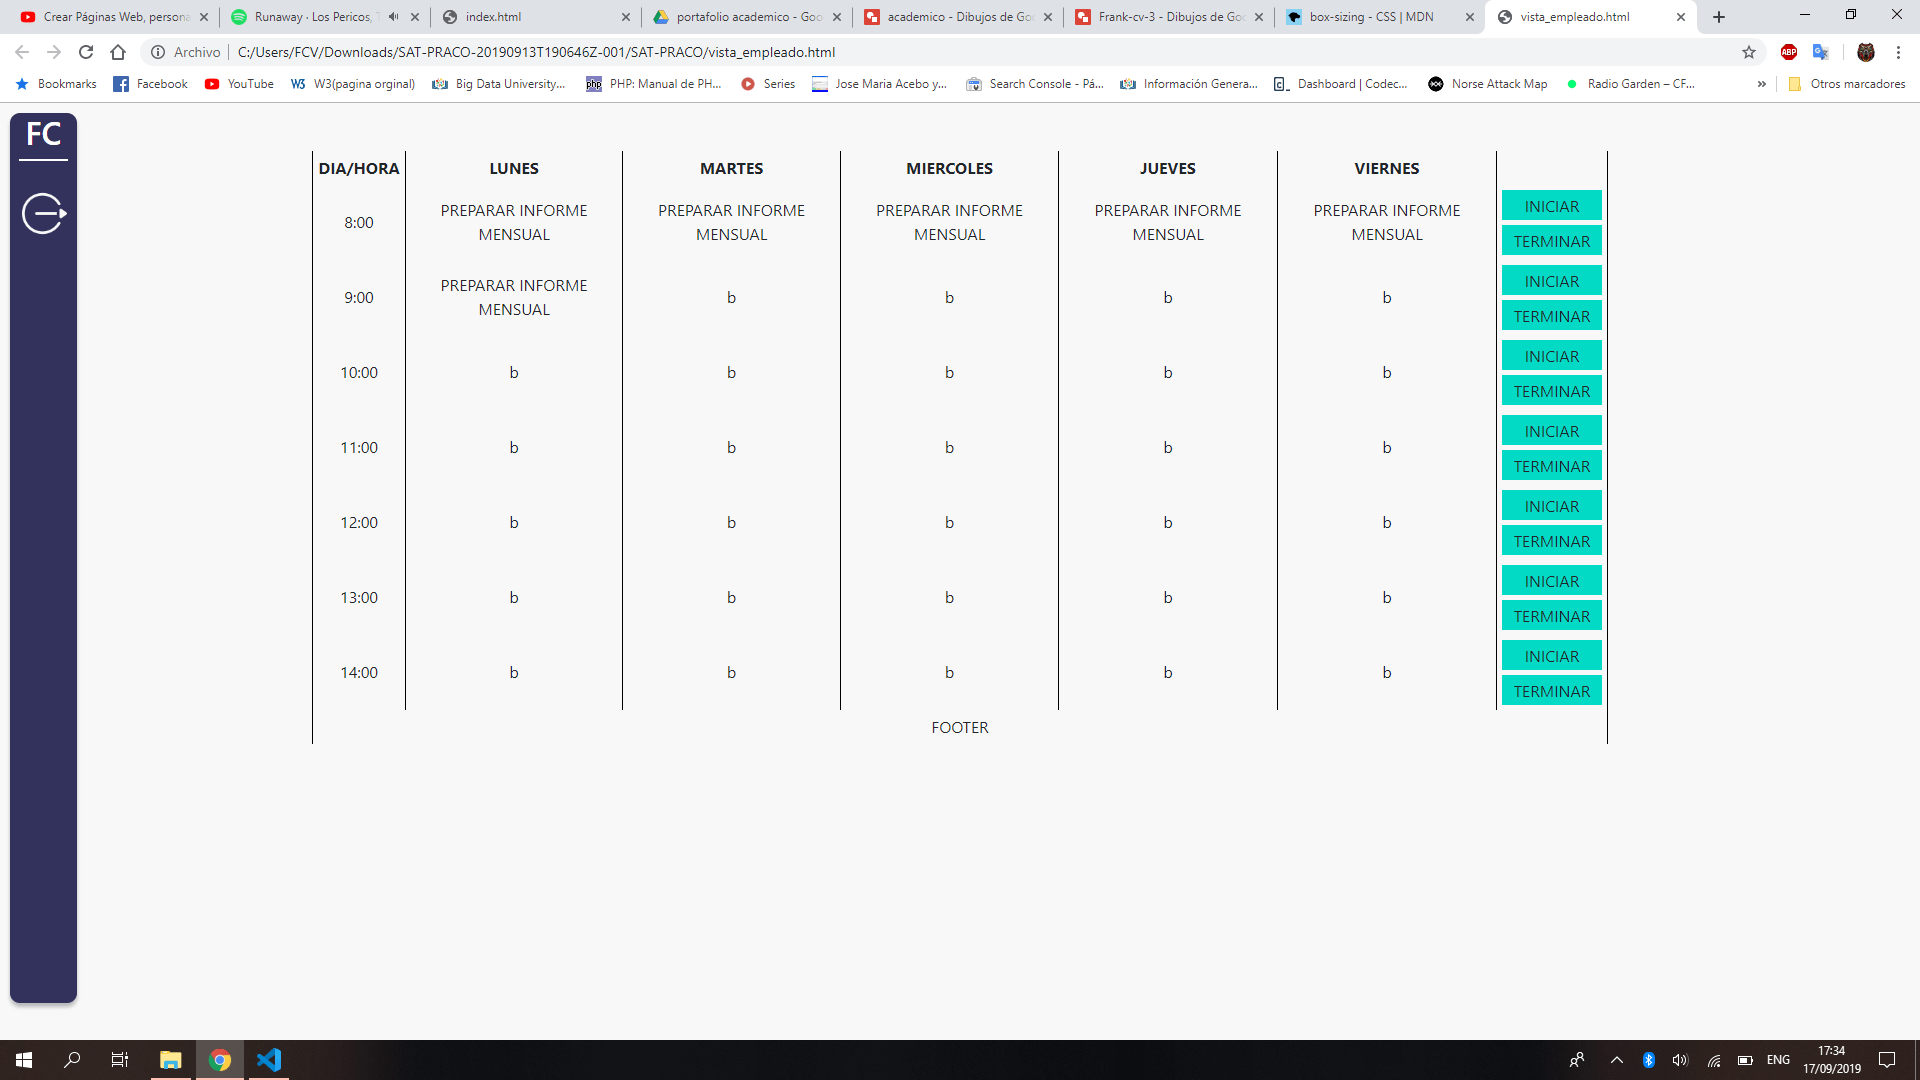 Crear Páginas Web, persona
Runaway · Los Pericos, T
index.html
portafolio academico - Goo
academico - Dibujos de Go
Frank-cv-3 - Dibujos de Go
box-sizing - CSS | MDN
vista_empleado.html
Archivo
C:/Users/FCV/Downloads/SAT-PRACO-20190913T190646Z-001/SAT-PRACO/vista_empleado.html
ABP
Bookmarks
Facebook
YouTube
W3(pagina orginal)
Big Data University...
PHP: Manual de PH...
Series
Jose Maria Acebo y...
Search Console - Pá...
Información Genera...
Dashboard | Codec...
Norse Attack Map
Radio Garden – CF...
»
Otros marcadores
FC
DIA/HORA LUNES MARTES MIERCOLES JUEVES VIERNES
8:00 PREPARAR INFORME MENSUAL PREPARAR INFORME MENSUAL PREPARAR INFORME MENSUAL PREPARAR INFORME MENSUAL PREPARAR INFORME MENSUAL INICIAR
TERMINAR
9:00 PREPARAR INFORME MENSUAL b b b b INICIAR
TERMINAR
10:00 b b b b b INICIAR
TERMINAR
11:00 b b b b b INICIAR
TERMINAR
12:00 b b b b b INICIAR
TERMINAR
13:00 b b b b b INICIAR
TERMINAR
14:00 b b b b b INICIAR
TERMINAR
FOOTER
ENG
17:34
17/09/2019